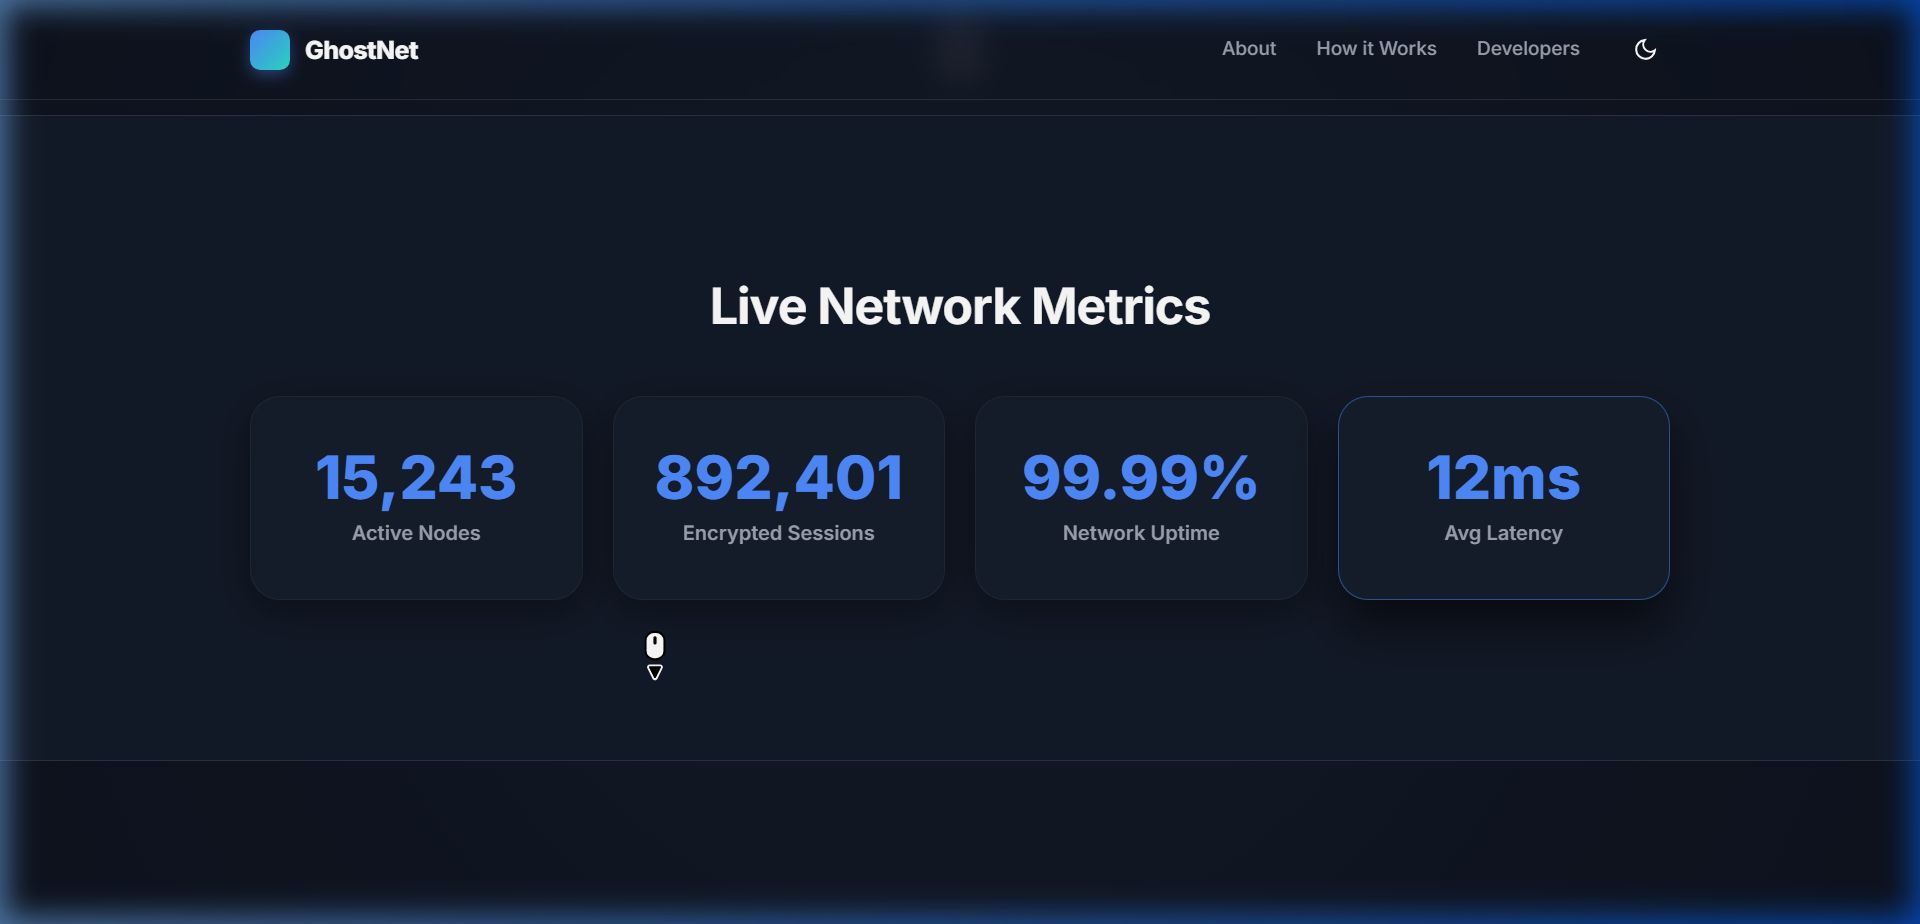 GhostNet
About
How it Works
Developers
Live Network Metrics
15,243
Active Nodes
892,401
Encrypted Sessions
99.99%
Network Uptime
12ms
Avg Latency